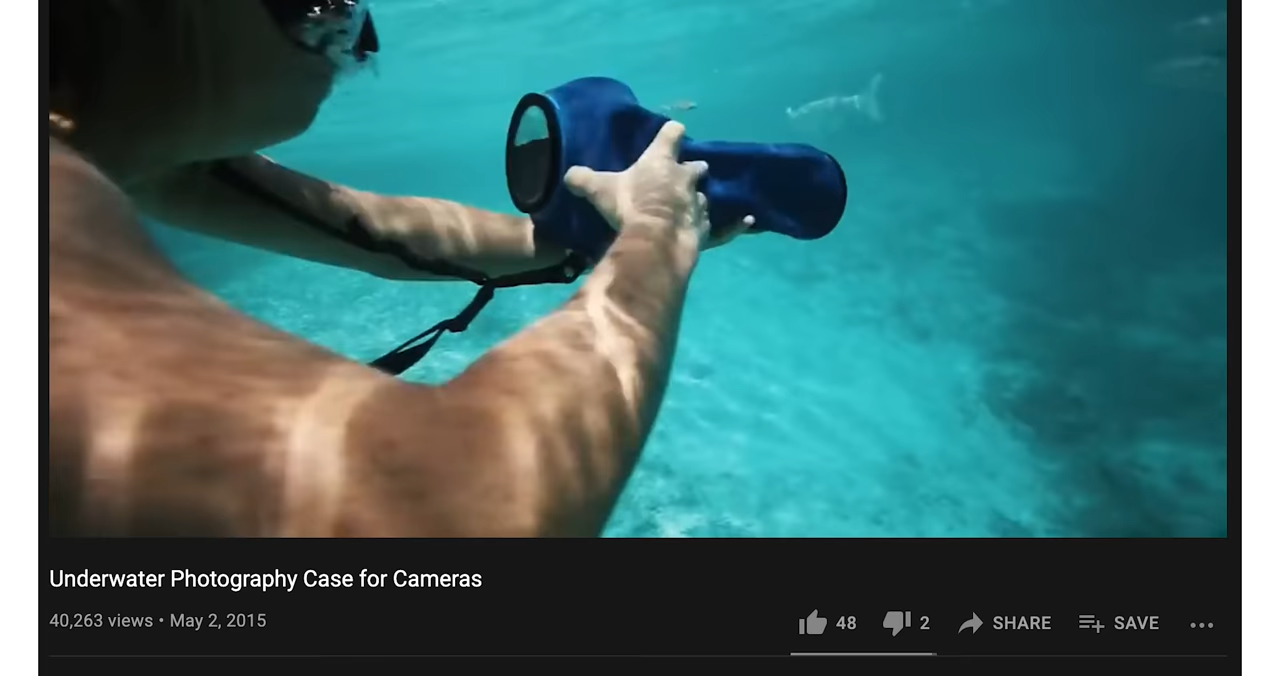 Underwater Photography Case for Cameras
40,263 views • May 2, 2015
48 2 SHARE SAVE